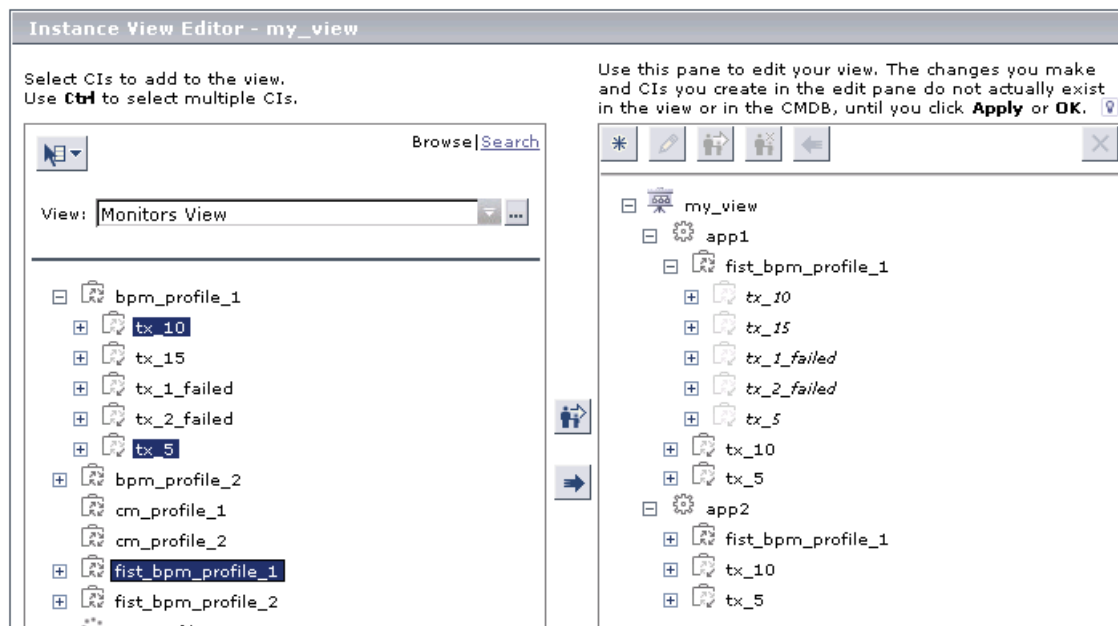 Instance View Editor - my_view
Select CIs to add to the view.
Use Ctrl to select multiple CIs.
Browse|Search
View: Monitors View ...
bpm_profile_1
tx_10
tx_15
tx_1_failed
tx_2_failed
tx_5
bpm_profile_2
cm_profile_1
cm_profile_2
fist_bpm_profile_1
fist_bpm_profile_2
Use this pane to edit your view. The changes you make
and CIs you create in the edit pane do not actually exist
in the view or in the CMDB, until you click Apply or OK.
my_view
app1
fist_bpm_profile_1
tx_10
tx_15
tx_1_failed
tx_2_failed
tx_5
tx_10
tx_5
app2
fist_bpm_profile_1
tx_10
tx_5